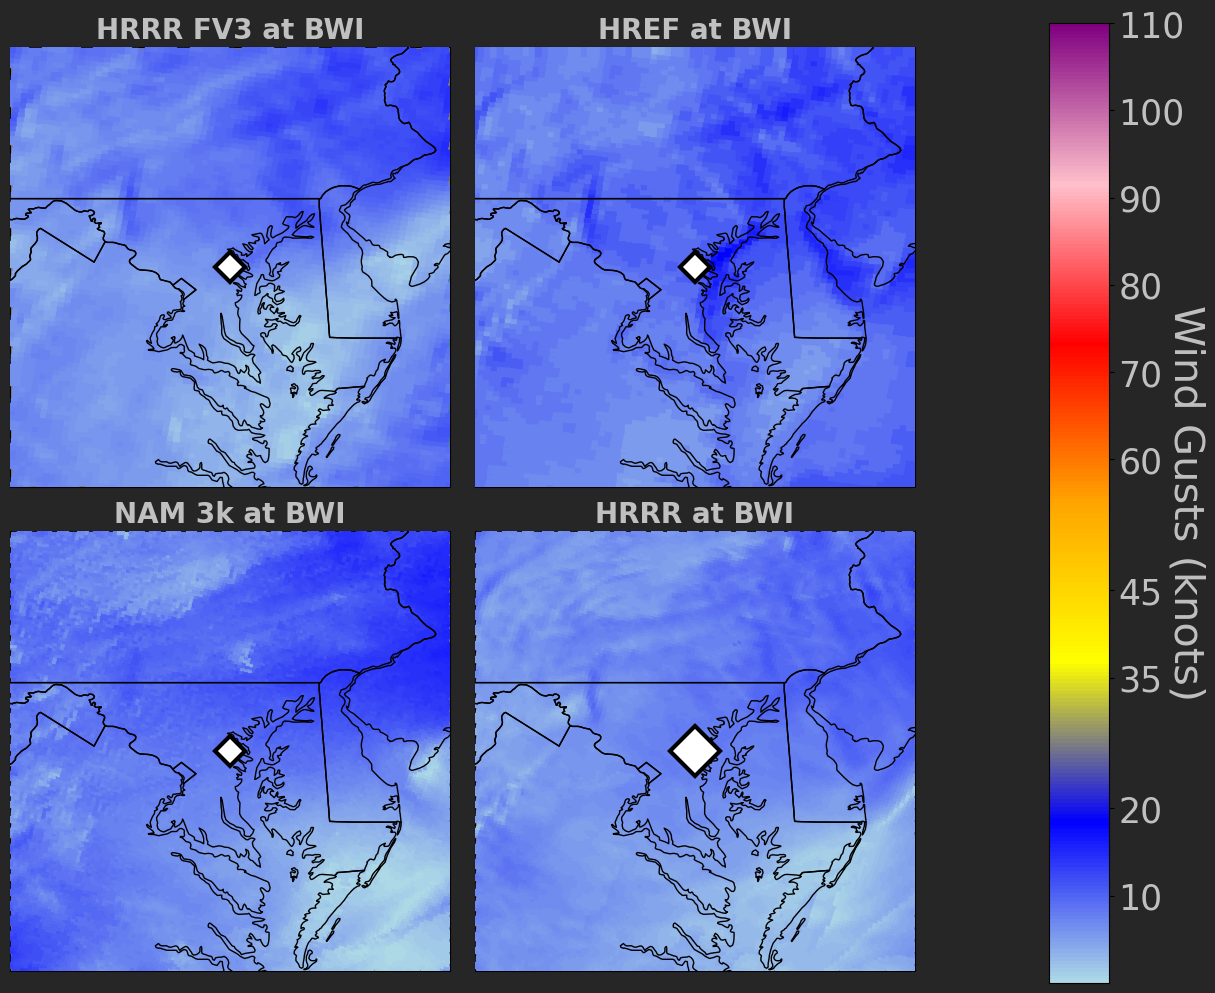 HRRR FV3 at BWI
HREF at BWI
NAM 3k at BWI
HRRR at BWI
110
100
90
80
70
60
45
35
20
10
Wind Gusts (knots)